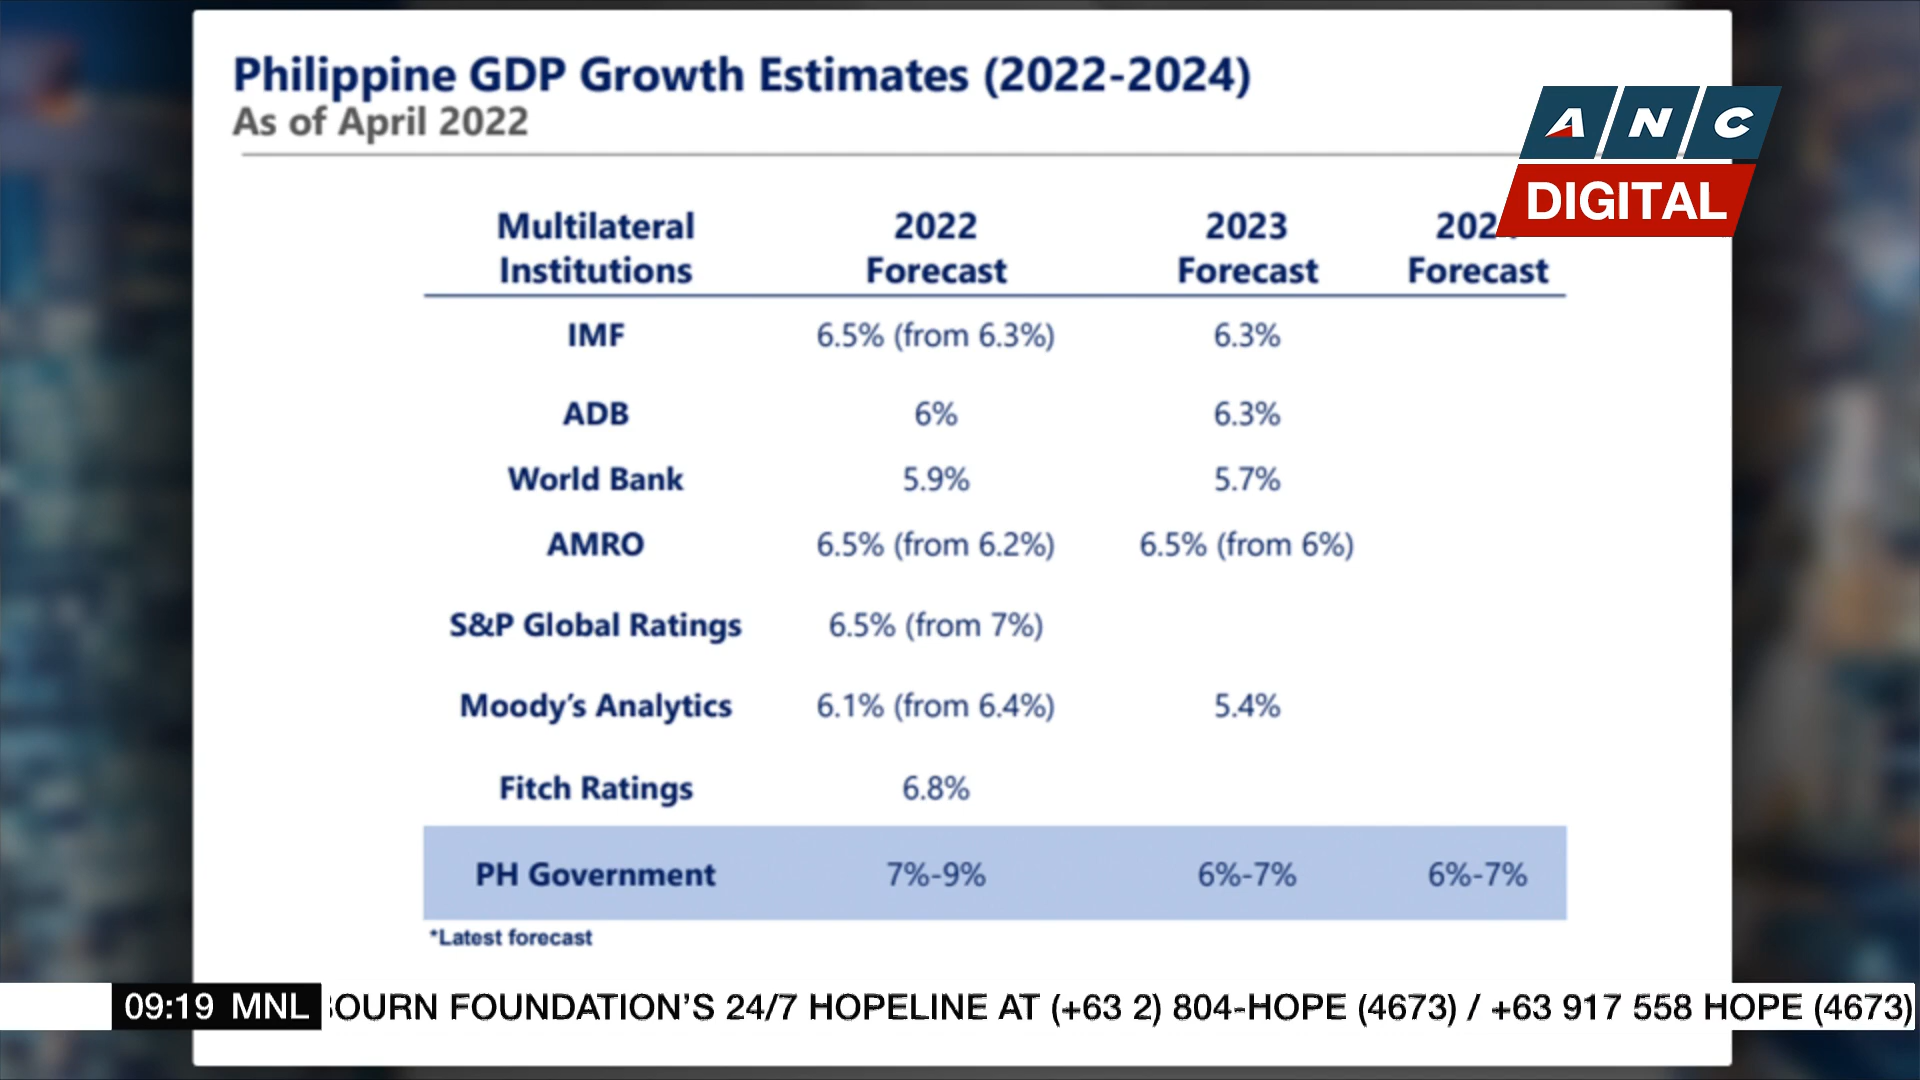 Philippine GDP Growth Estimates (2022-2024)
As of April 2022
ANC
DIGITAL
Multilateral Institutions 2022 Forecast 2023 Forecast Forecast
IMF 6.5% (from 6.3%) 6.3%
ADB 6% 6.3%
World Bank 5.9% 5.7%
AMRO 6.5% (from 6.2%) 6.5% (from 6%)
S&P Global Ratings 6.5% (from 7%)
Moody’s Analytics 6.1% (from 6.4%) 5.4%
Fitch Ratings 6.8%
PH Government 7%-9% 6%-7% 6%-7%
*Latest forecast
09:19 MNL FOUNDATION’S 24/7 HOPELINE AT (+63 2) 804-HOPE (4673) / +63 917 558 HOPE (4673)